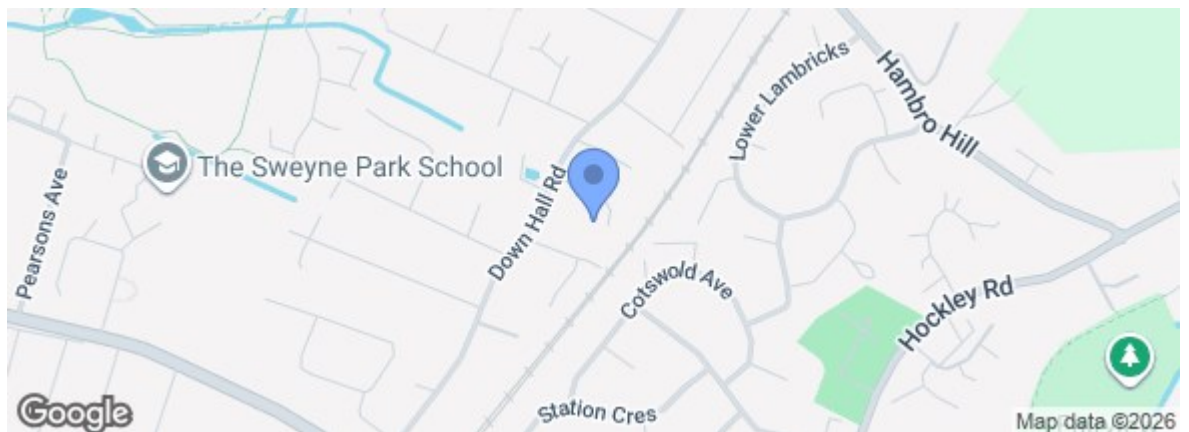 Lower Lambricks
Hambro Hill
The Sweyne Park School
Down Hall Rd
Pearsons Ave
Cotswold Ave
Hockley Rd
Station Cres
Google
Map data ©2026